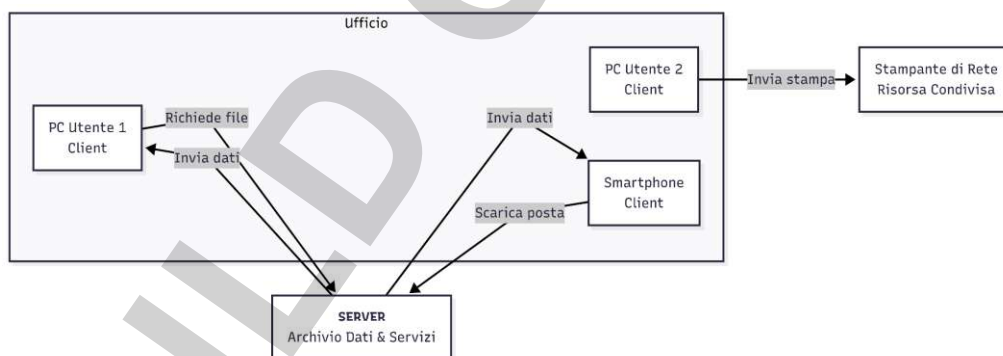 Ufficio
PC Utente 2
Client
Invia stampa
Stampante di Rete
Risorsa Condivisa
PC Utente 1
Client
Richiede file
Invia dati
Invia dati
Smartphone
Client
Scarica posta
SERVER
Archivio Dati & Servizi